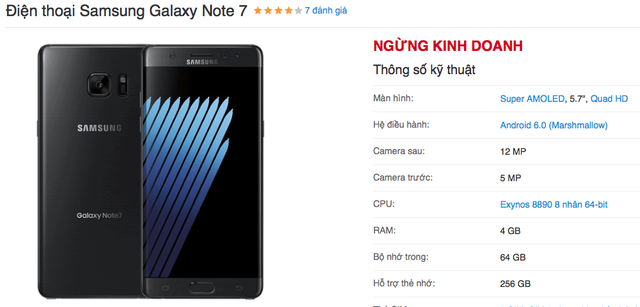 Điện thoại Samsung Galaxy Note 7 7 đánh giá
NGỪNG KINH DOANH
Thông số kỹ thuật
SAMSUNG
SAMSUNG
Galaxy Note7
Màn hình: Super AMOLED, 5.7", Quad HD
Hệ điều hành: Android 6.0 (Marshmallow)
Camera sau: 12 MP
Camera trước: 5 MP
CPU: Exynos 8890 8 nhân 64-bit
RAM: 4 GB
Bộ nhớ trong: 64 GB
Hỗ trợ thẻ nhớ: 256 GB